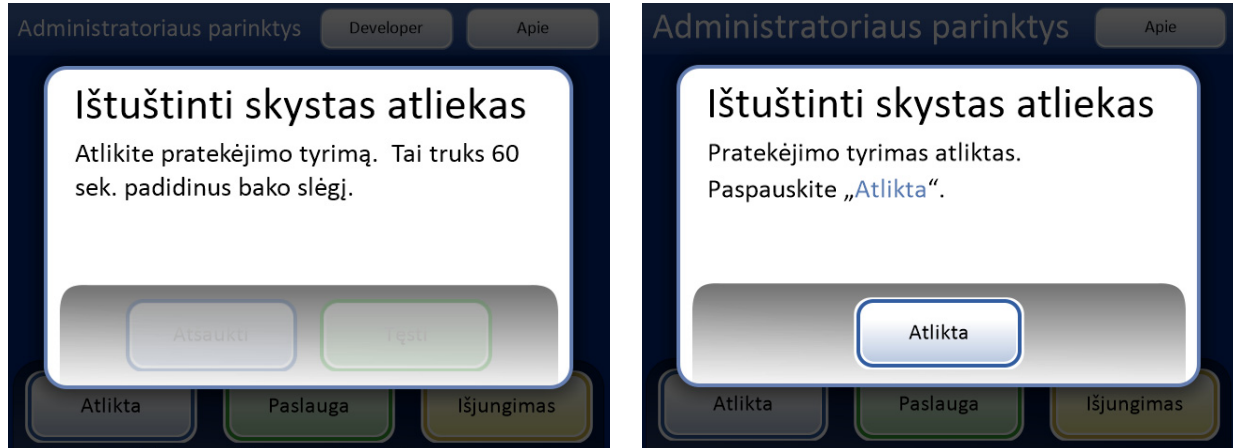 Administratoriaus parinktys Developer Apie
Ištuštinti skystas atliekas
Atlikite pratekėjimo tyrimą. Tai truks 60
sek. padidinus bako slėgį.
Atšaukti Tęsti
Atlikta Paslauga Išjungimas
Administratoriaus parinktys Apie
Ištuštinti skystas atliekas
Pratekėjimo tyrimas atliktas.
Paspauskite „Atlikta“.
Atlikta
Atlikta Paslauga Išjungimas